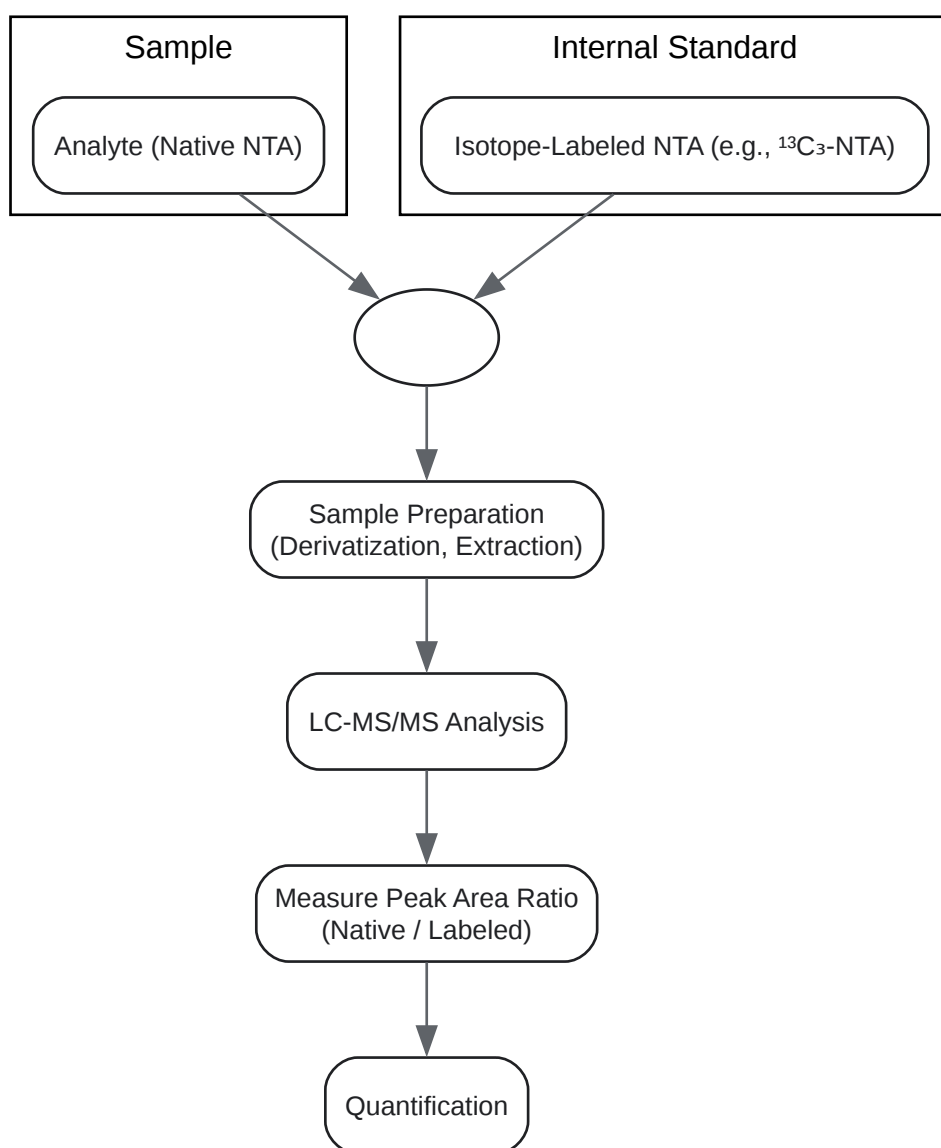 Sample
Internal Standard
Analyte (Native NTA)
Isotope-Labeled NTA (e.g., ¹³C₃-NTA)
Sample Preparation
(Derivatization, Extraction)
LC-MS/MS Analysis
Measure Peak Area Ratio
(Native / Labeled)
Quantification